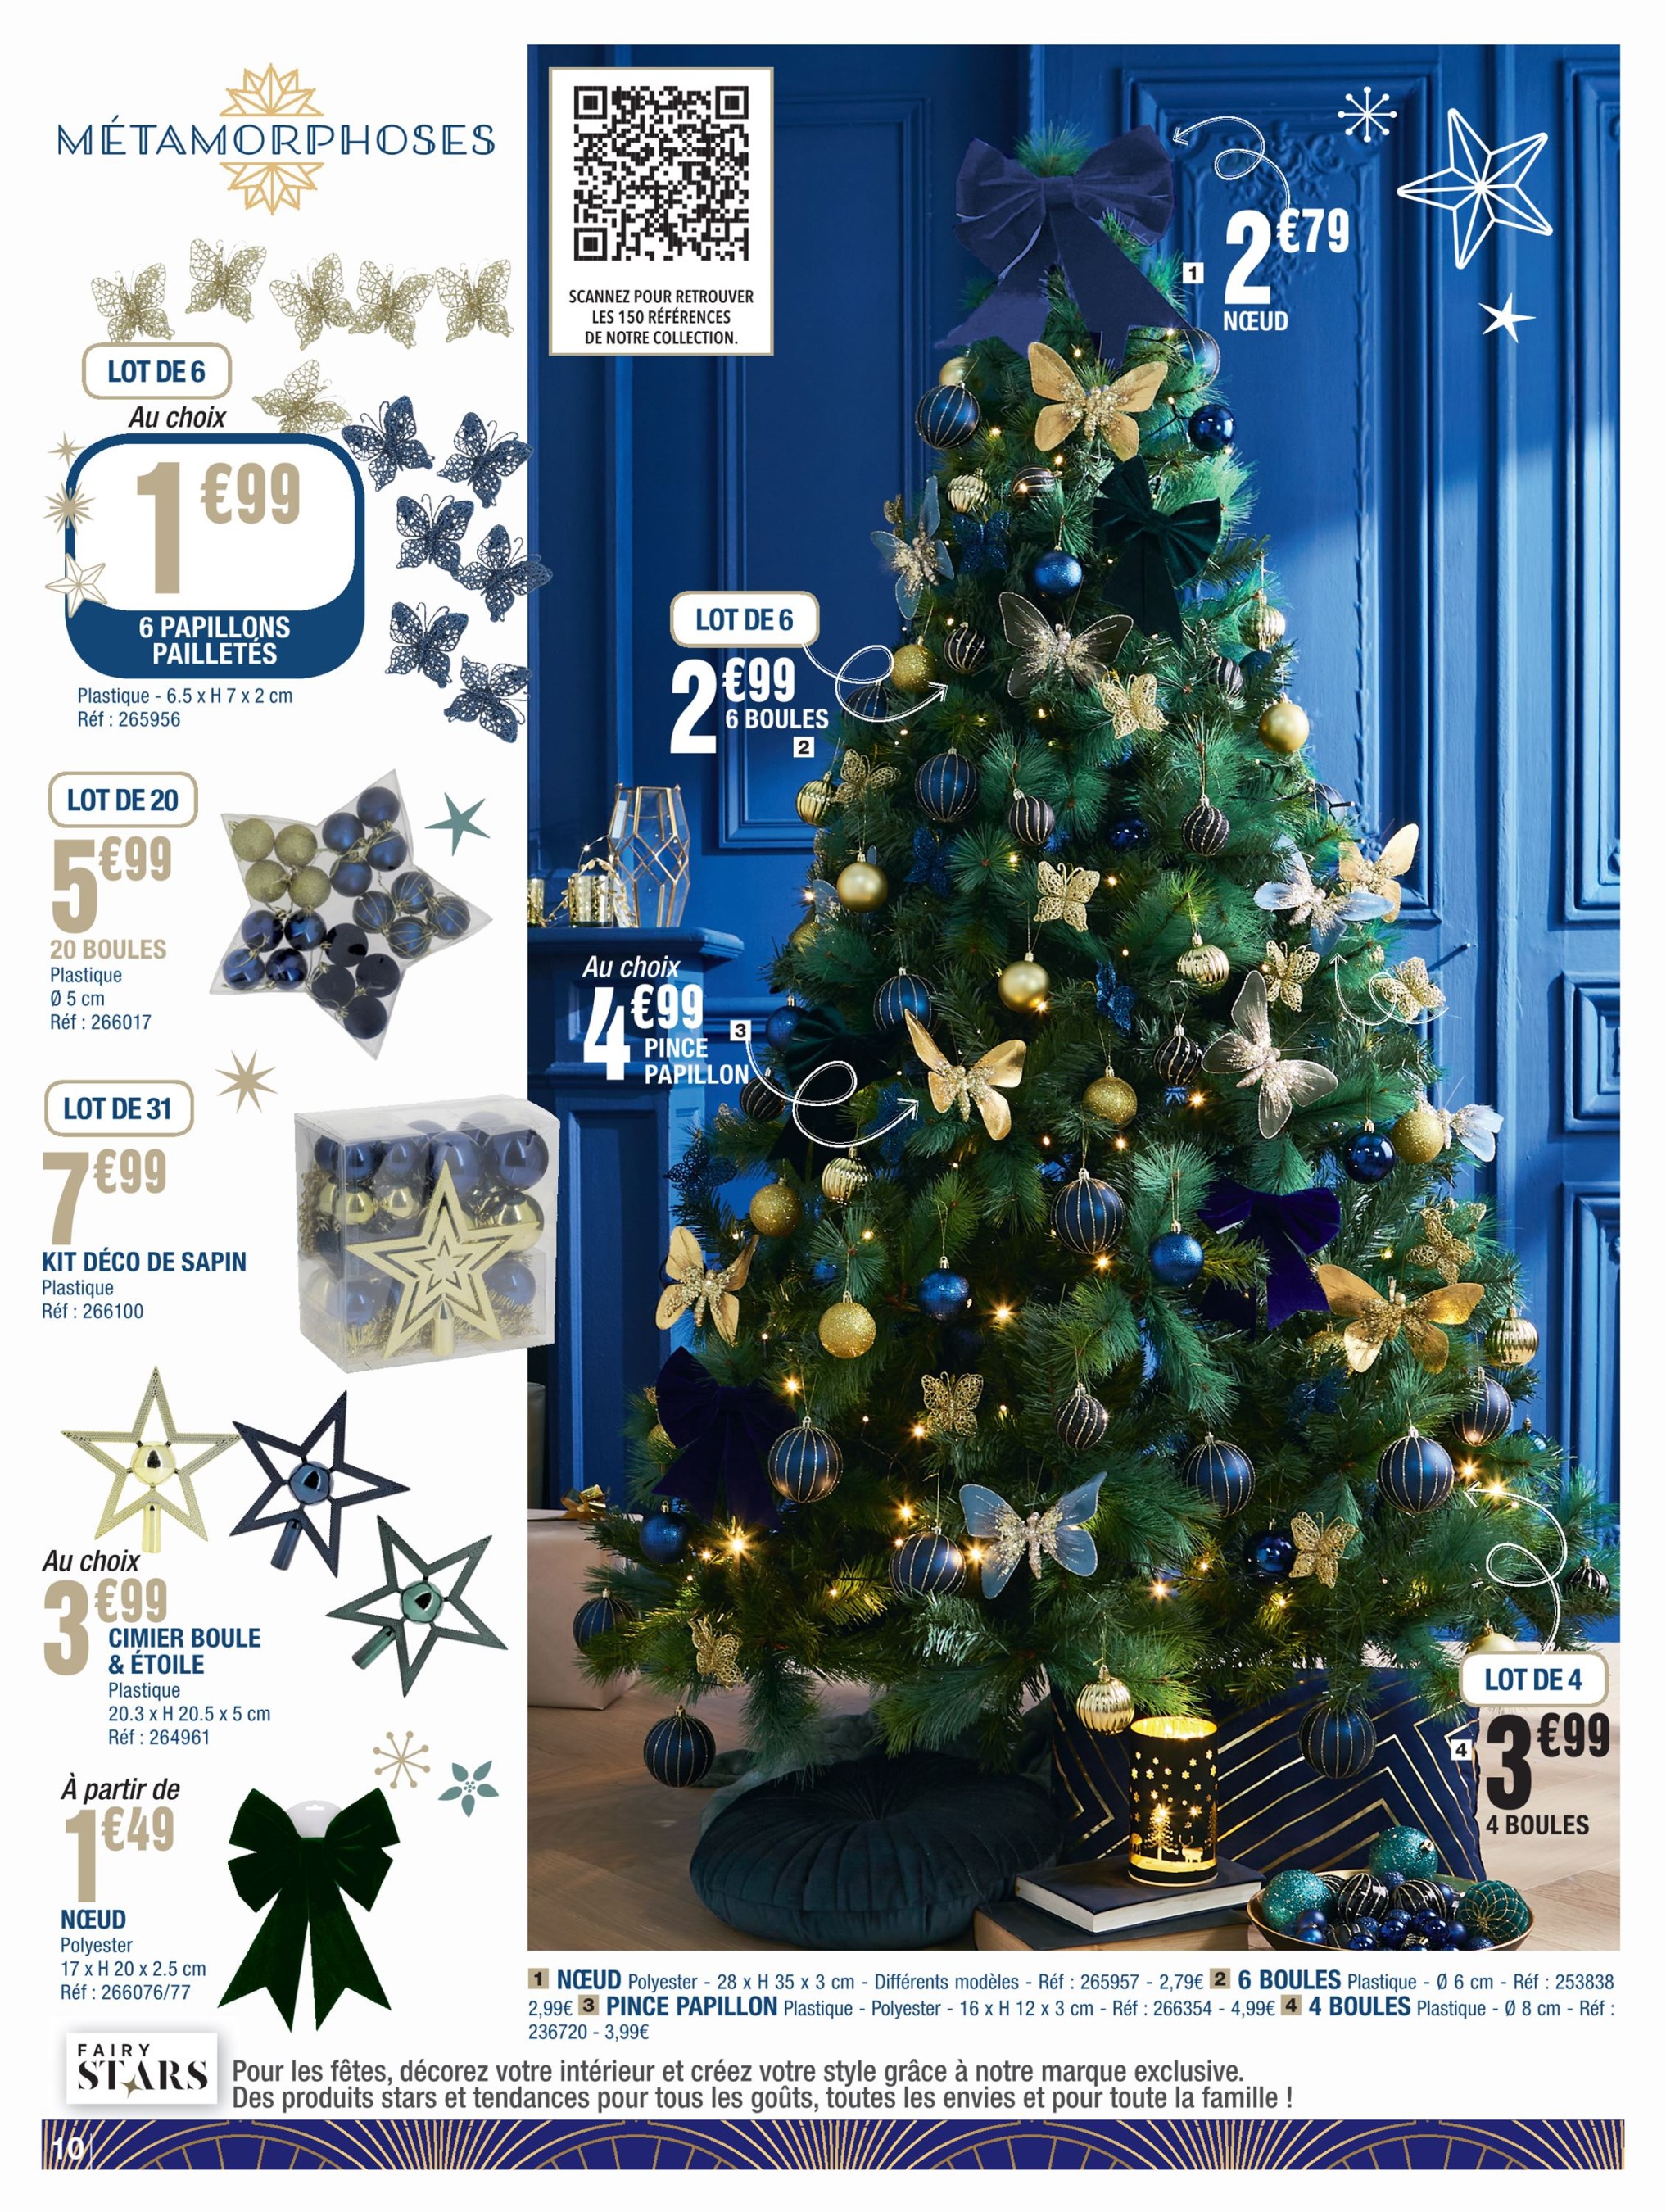 MÉTAMORPHOSES
SCANNEZ POUR RETROUVER
LES 150 RÉFÉRENCES
DE NOTRE COLLECTION.
1
2€79
NŒUD
LOT DE 6
Au choix
1€99
6 PAPILLONS
PAILLETÉS
Plastique - 6.5 x H 7 x 2 cm
Réf : 265956
LOT DE 6
2€99
6 BOULES
2
LOT DE 20
5€99
20 BOULES
Plastique
Ø 5 cm
Réf : 266017
Au choix
4€99
3
PINCE
PAPILLON
LOT DE 31
7€99
KIT DÉCO DE SAPIN
Plastique
Réf : 266100
Au choix
3€99
CIMIER BOULE
& ÉTOILE
Plastique
20.3 x H 20.5 x 5 cm
Réf : 264961
LOT DE 4
4
3€99
4 BOULES
À partir de
1€49
NŒUD
Polyester
17 x H 20 x 2.5 cm
Réf : 266076/77
1 NŒUD Polyester - 28 x H 35 x 3 cm - Différents modèles - Réf : 265957 - 2,79€ 2 6 BOULES Plastique - Ø 6 cm - Réf : 253838
2,99€ 3 PINCE PAPILLON Plastique - Polyester - 16 x H 12 x 3 cm - Réf : 266354 - 4,99€ 4 4 BOULES Plastique - Ø 8 cm - Réf :
236720 - 3,99€
FAIRY
STARS
Pour les fêtes, décorez votre intérieur et créez votre style grâce à notre marque exclusive.
Des produits stars et tendances pour tous les goûts, toutes les envies et pour toute la famille !
10